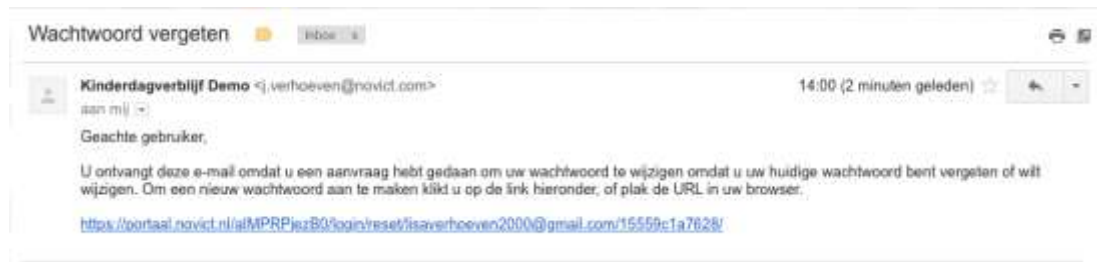 Wachtwoord vergeten Inbox x
Kinderdagverblijf Demo <j.verhoeven@novict.com> 14:00 (2 minuten geleden)
aan mij
Geachte gebruiker,
U ontvangt deze e-mail omdat u een aanvraag hebt gedaan om uw wachtwoord te wijzigen omdat u uw huidige wachtwoord bent vergeten of wilt
wijzigen. Om een nieuw wachtwoord aan te maken klikt u op de link hieronder, of plak de URL in uw browser.
https://portaal.novict.nl/alMPRPjezB0/login/reset/lisaverhoeven2000@gmail.com/15559c1a7628/